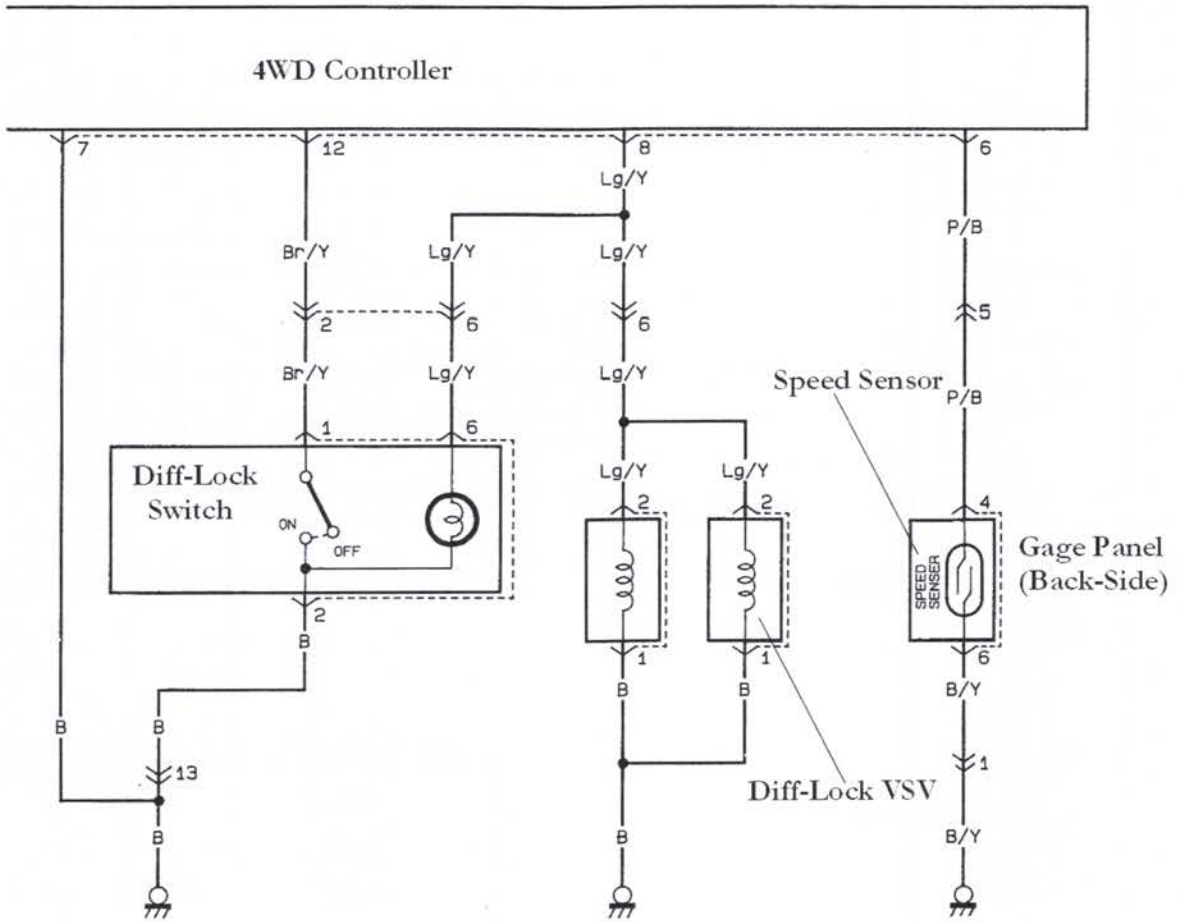 4WD Controller
7
12
8
6
Lg/Y
P/B
Br/Y
Lg/Y
Lg/Y
2
6
6
5
Br/Y
Lg/Y
Lg/Y
Speed Sensor
P/B
1
6
Diff-Lock
Switch
Lg/Y
Lg/Y
ON
OFF
2
2
4
SPEED
SENSER
Gage Panel
(Back-Side)
2
1
1
6
B
B
B
B/Y
B
B
13
1
Diff-Lock VSV
B
B
B/Y